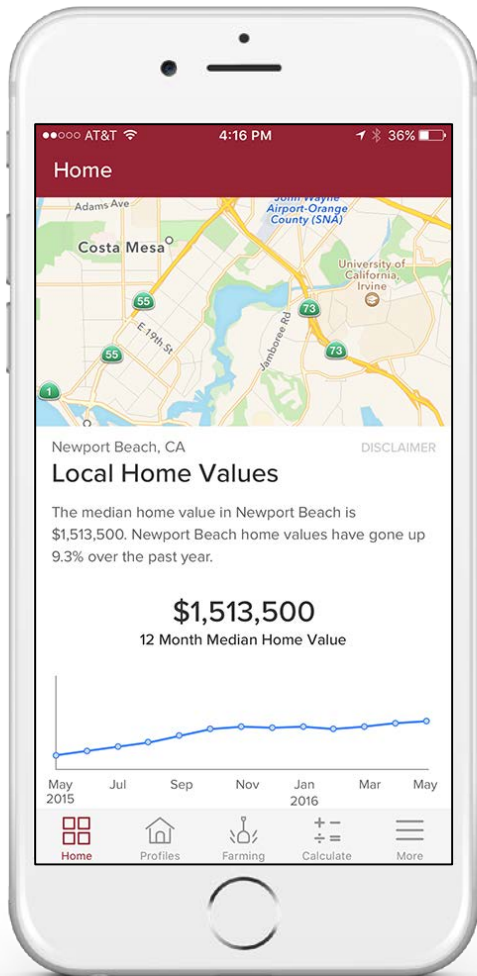 ●●○○○ AT&T 4:16 PM 36%
Home
Adams Ave
John Wayne
Airport-Orange
County (SNA)
Costa Mesa
University of
California,
Irvine
55
73
E 19th St
Jamboree Rd
55
73
1
Newport Beach, CA DISCLAIMER
Local Home Values
The median home value in Newport Beach is
$1,513,500. Newport Beach home values have gone up
9.3% over the past year.
$1,513,500
12 Month Median Home Value
May Jul Sep Nov Jan Mar May
2015 2016
+ − ÷ =
Home Profiles Farming Calculate More